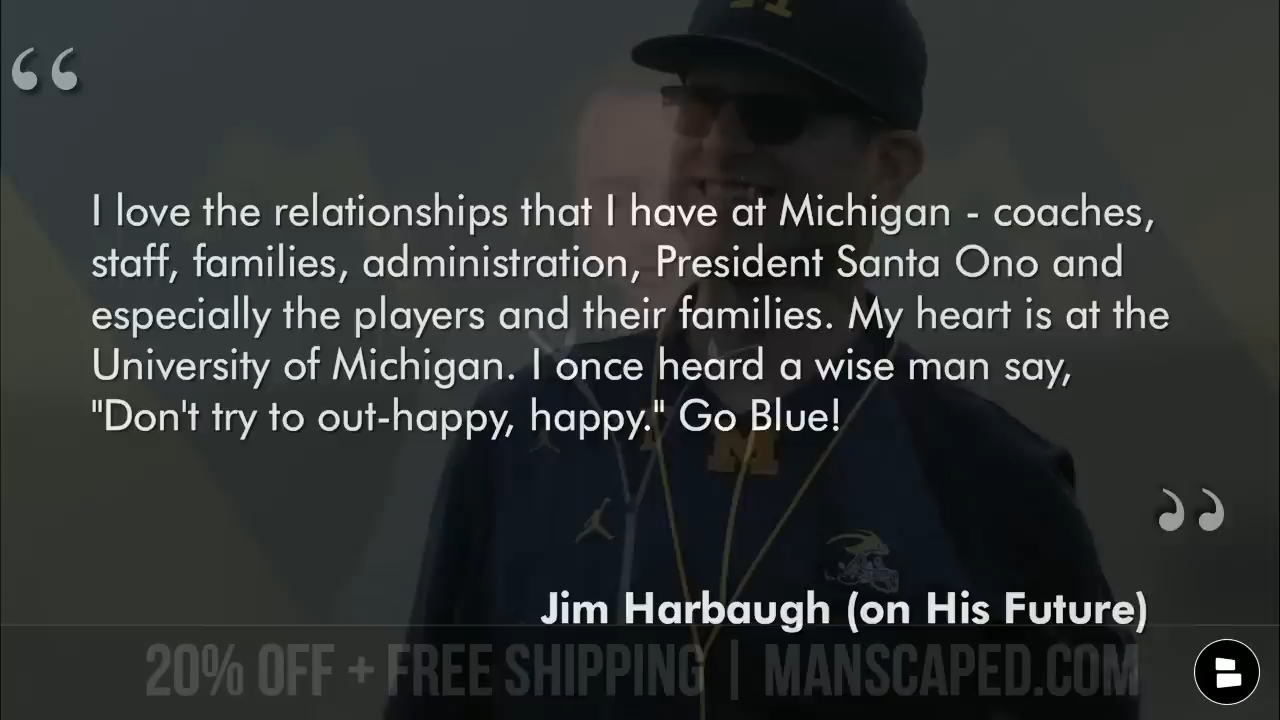 M
“
I love the relationships that I have at Michigan - coaches,
staff, families, administration, President Santa Ono and
especially the players and their families. My heart is at the
University of Michigan. I once heard a wise man say,
"Don't try to out-happy, happy." Go Blue!
M
”
Jim Harbaugh (on His Future)
20% OFF + FREE SHIPPING | MANSCAPED.COM